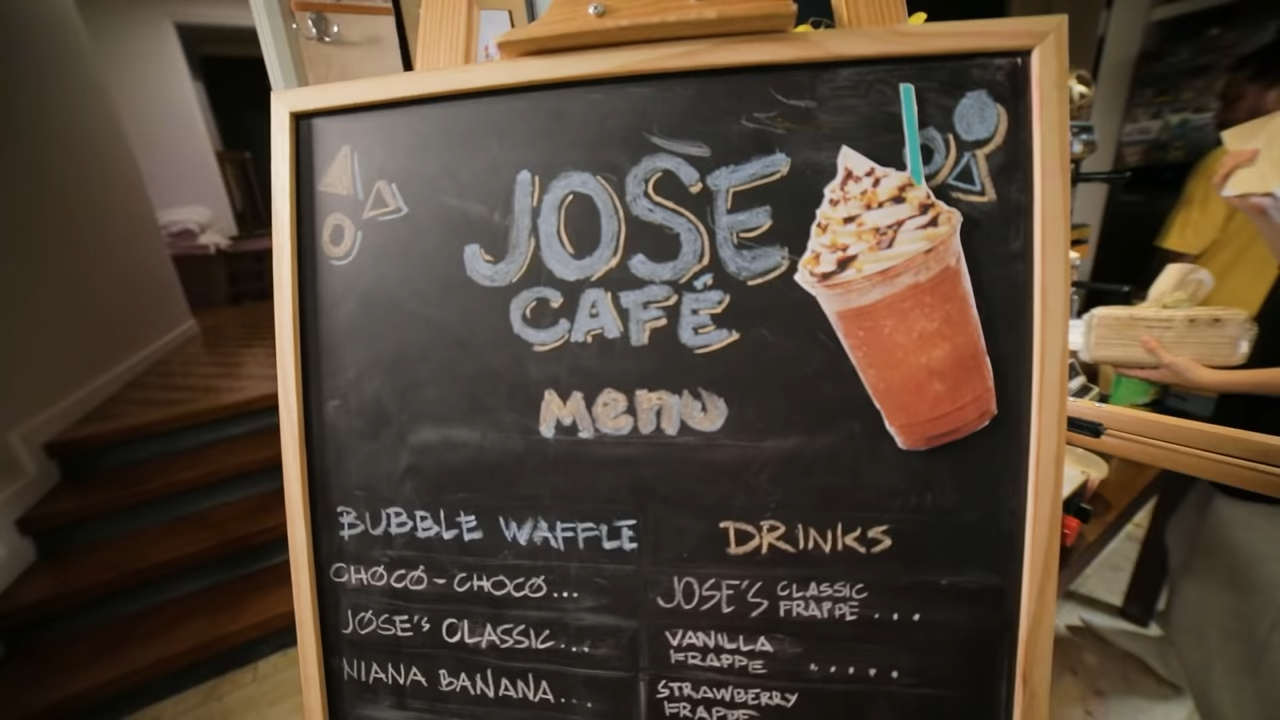 JOSE
CAFÉ
menu
BUBBLE WAFFLE
CHOCO-CHOCO...
JOSE'S CLASSIC...
NIANA BANANA...
DRINKS
JOSE'S CLASSIC
FRAPPE ...
VANILLA
FRAPPE .....
STRAWBERRY
FRAPPE